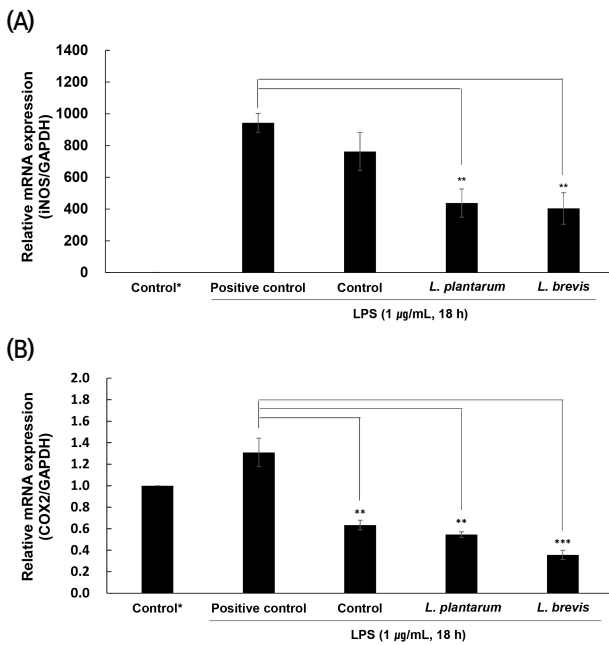 (A)
Relative mRNA expression
(iNOS/GAPDH)
1400
1200
1000
800
600
400
200
0
**
**
Control*
Positive control
Control
L. plantarum
L. brevis
LPS (1 ㎍/mL, 18 h)
(B)
Relative mRNA expression
(COX2/GAPDH)
2.0
1.8
1.6
1.4
1.2
1.0
0.8
0.6
0.4
0.2
0.0
**
**
***
Control*
Positive control
Control
L. plantarum
L. brevis
LPS (1 ㎍/mL, 18 h)